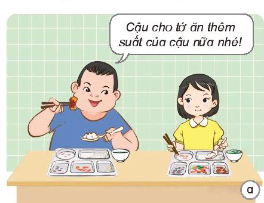 Cậu cho tớ ăn thêm
suất của cậu nữa nhé!
a